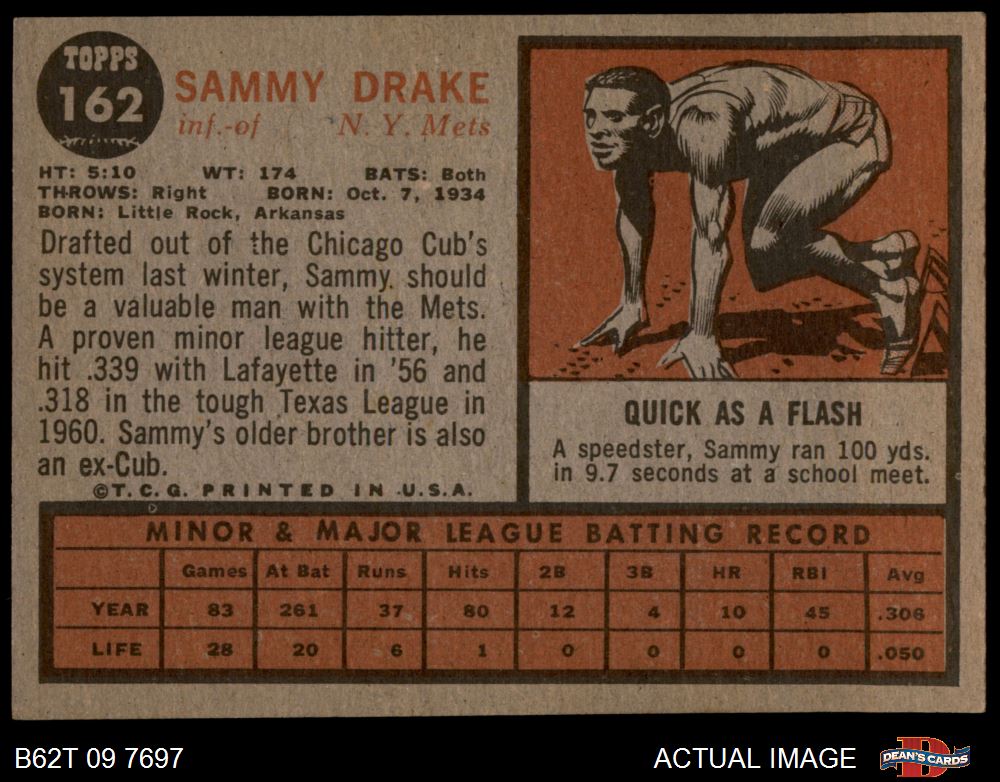 TOPPS
162
SAMMY DRAKE
inf.-of N. Y. Mets
HT: 5:10 WT: 174 BATS: Both
THROWS: Right BORN: Oct. 7, 1934
BORN: Little Rock, Arkansas
Drafted out of the Chicago Cub's
system last winter, Sammy should
be a valuable man with the Mets.
A proven minor league hitter, he
hit .339 with Lafayette in '56 and
.318 in the tough Texas League in
1960. Sammy's older brother is also
an ex-Cub.
©T. C. G. PRINTED IN U.S.A.
QUICK AS A FLASH
A speedster, Sammy ran 100 yds.
in 9.7 seconds at a school meet.
MINOR & MAJOR LEAGUE BATTING RECORD
Games At Bat Runs Hits 2B 3B HR RBI Avg
YEAR 83 261 37 80 12 4 10 45 .306
LIFE 28 20 6 1 0 0 0 0 .050
B62T 09 7697
ACTUAL IMAGE
DEAN'S CARDS